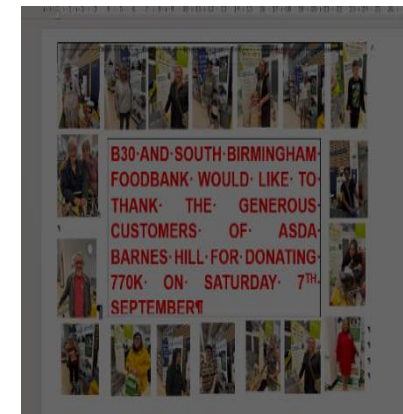 B30 AND SOUTH BIRMINGHAM
FOODBANK WOULD LIKE TO
THANK THE GENEROUS
CUSTOMERS OF ASDA
BARNES HILL FOR DONATING
770K ON SATURDAY 7TH
SEPTEMBER¶